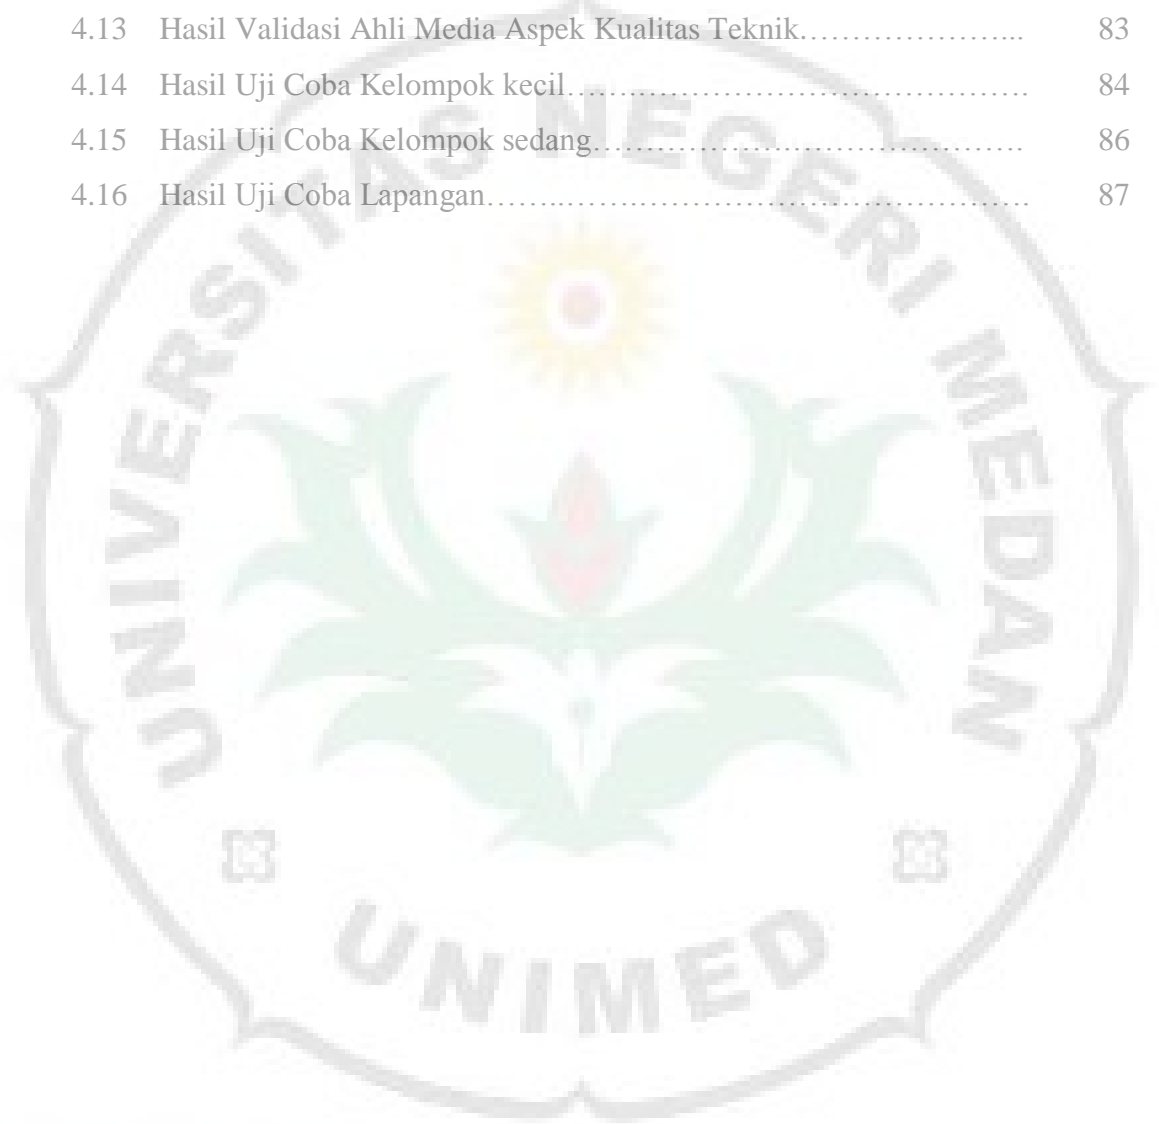 4.13 Hasil Validasi Ahli Media Aspek Kualitas Teknik…………………... 83
4.14 Hasil Uji Coba Kelompok kecil……………………………………. 84
4.15 Hasil Uji Coba Kelompok sedang…………………………………. 86
4.16 Hasil Uji Coba Lapangan……..……………………………………. 87
UNIVERSITAS NEGERI MEDAN
UNIMED